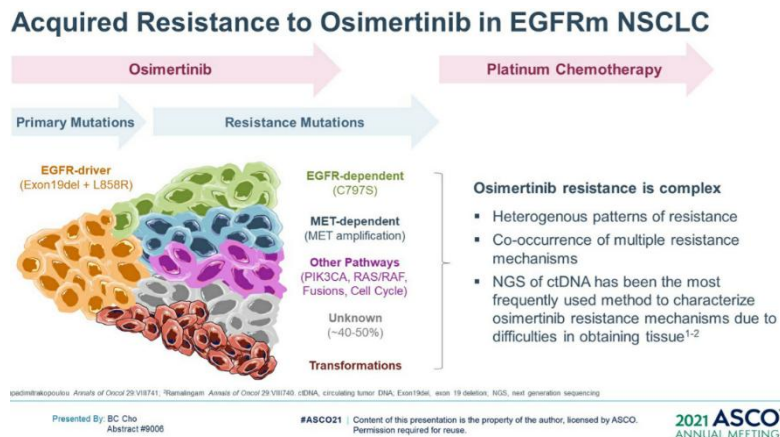 Acquired Resistance to Osimertinib in EGFRm NSCLC
Osimertinib
Platinum Chemotherapy
Primary Mutations
Resistance Mutations
EGFR-driver
(Exon19del + L858R)
EGFR-dependent
(C797S)
MET-dependent
(MET amplification)
Other Pathways
(PIK3CA, RAS/RAF,
Fusions, Cell Cycle)
Unknown
(~40-50%)
Transformations
Osimertinib resistance is complex
▪ Heterogenous patterns of resistance
▪ Co-occurrence of multiple resistance
mechanisms
▪ NGS of ctDNA has been the most
frequently used method to characterize
osimertinib resistance mechanisms due to
difficulties in obtaining tissue¹⁻²
Annals of Oncol 29:VIII741; ²Ramalingam Annals of Oncol 29:VIII740. ctDNA, circulating tumor DNA; Exon19del, exon 19 deletion; NGS, next generation sequencing
Presented By: BC Cho
Abstract #9006
#ASCO21 | Content of this presentation is the property of the author, licensed by ASCO.
Permission required for reuse.
2021 ASCO
ANNUAL MEETING